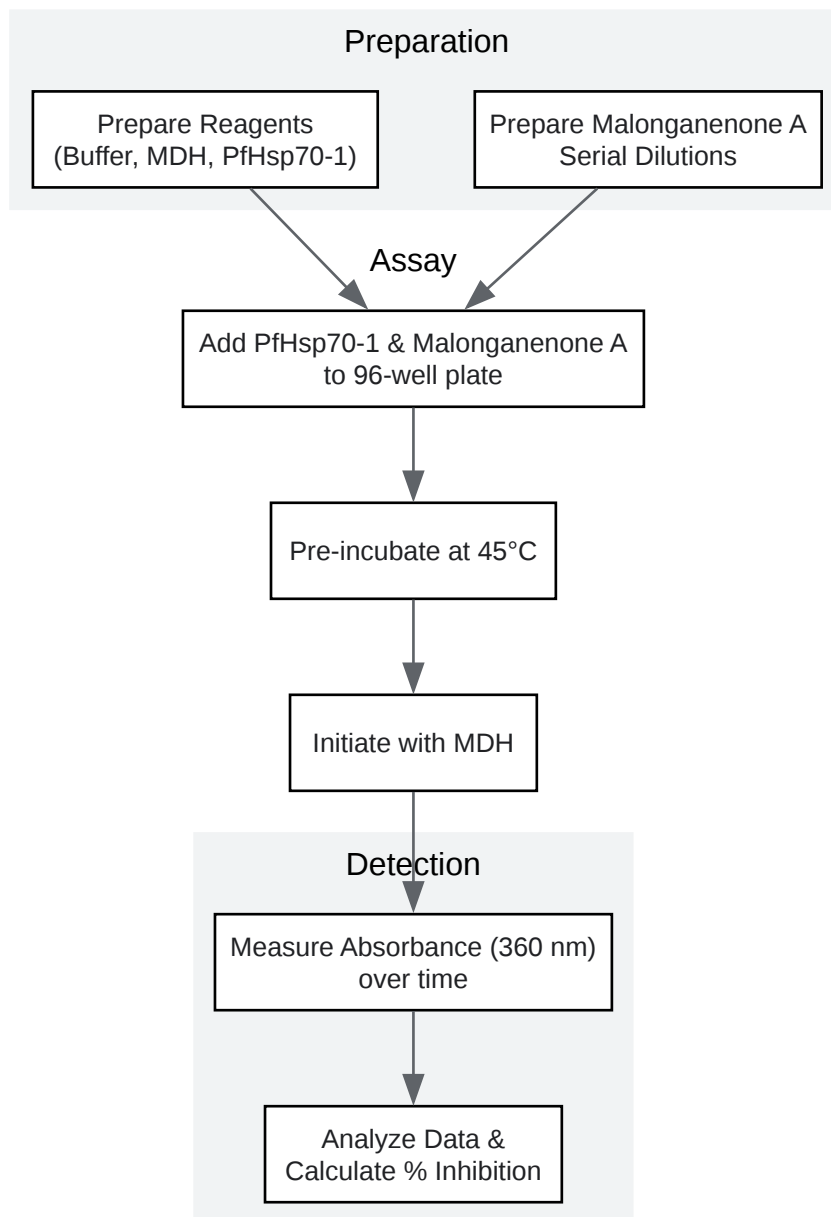 Preparation
Prepare Reagents
(Buffer, MDH, PfHsp70-1)
Prepare Malonganenone A
Serial Dilutions
Assay
Add PfHsp70-1 & Malonganenone A
to 96-well plate
Pre-incubate at 45°C
Initiate with MDH
Detection
Measure Absorbance (360 nm)
over time
Analyze Data &
Calculate % Inhibition